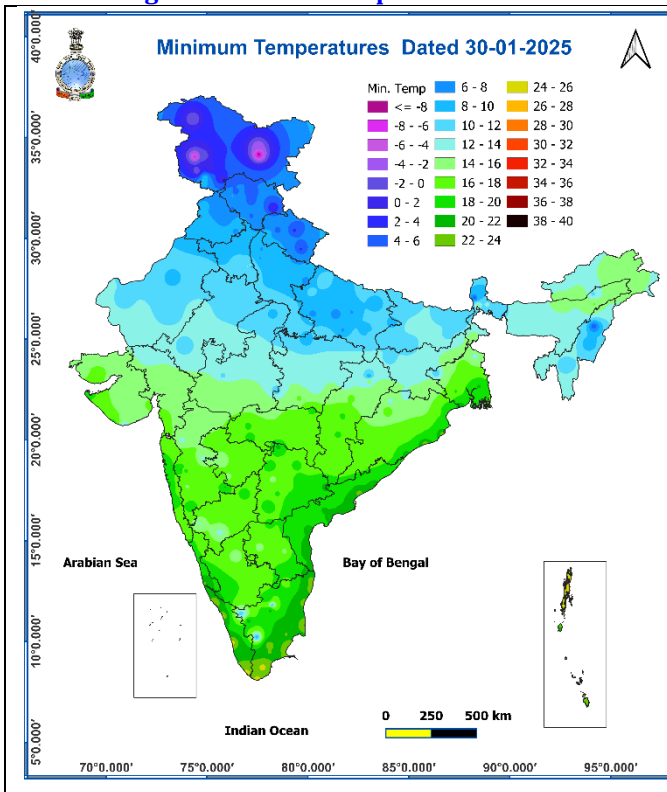 Minimum Temperatures Dated 30-01-2025
Min. Temp
<= -8
-8 - -6
-6 - -4
-4 - -2
-2 - 0
0 - 2
2 - 4
4 - 6
6 - 8
8 - 10
10 - 12
12 - 14
14 - 16
16 - 18
18 - 20
20 - 22
22 - 24
24 - 26
26 - 28
28 - 30
30 - 32
32 - 34
34 - 36
36 - 38
38 - 40
40°0.000'
35°0.000'
30°0.000'
25°0.000'
20°0.000'
15°0.000'
10°0.000'
5°0.000'
Arabian Sea
Bay of Bengal
Indian Ocean
0 250 500 km
70°0.000' 75°0.000' 80°0.000' 85°0.000' 90°0.000' 95°0.000'